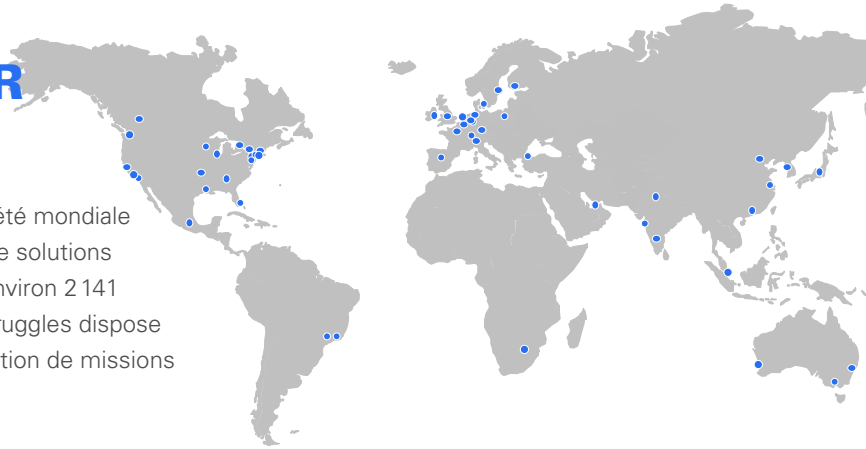 R
été mondiale
e solutions
nviron 2 141
ruggles dispose
tion de missions